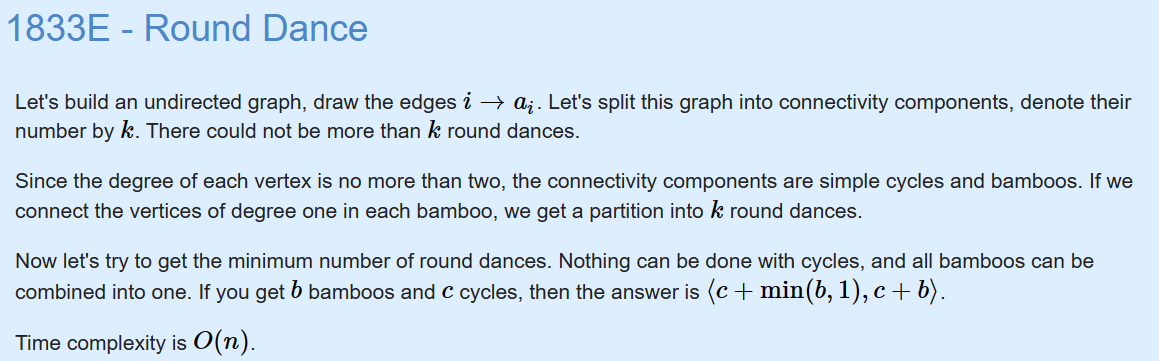 1833E - Round Dance
Let's build an undirected graph, draw the edges i → aᵢ. Let's split this graph into connectivity components, denote their
number by k. There could not be more than k round dances.
Since the degree of each vertex is no more than two, the connectivity components are simple cycles and bamboos. If we
connect the vertices of degree one in each bamboo, we get a partition into k round dances.
Now let's try to get the minimum number of round dances. Nothing can be done with cycles, and all bamboos can be
combined into one. If you get b bamboos and c cycles, then the answer is ⟨c + min(b, 1), c + b⟩.
Time complexity is O(n).